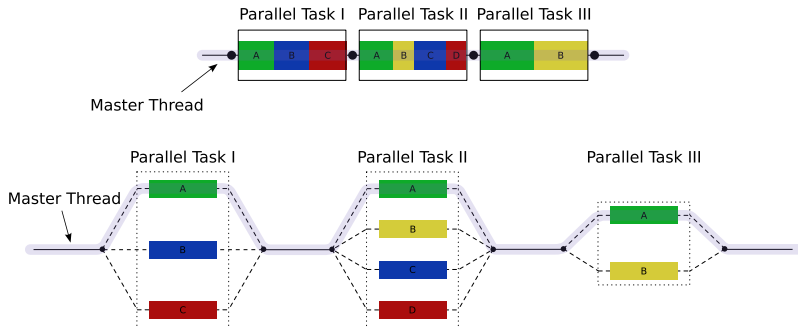 Parallel Task I Parallel Task II Parallel Task III
A B C A B C D A B
Master Thread
Parallel Task I Parallel Task II Parallel Task III
Master Thread
A A
A
B
B
C
B
C D